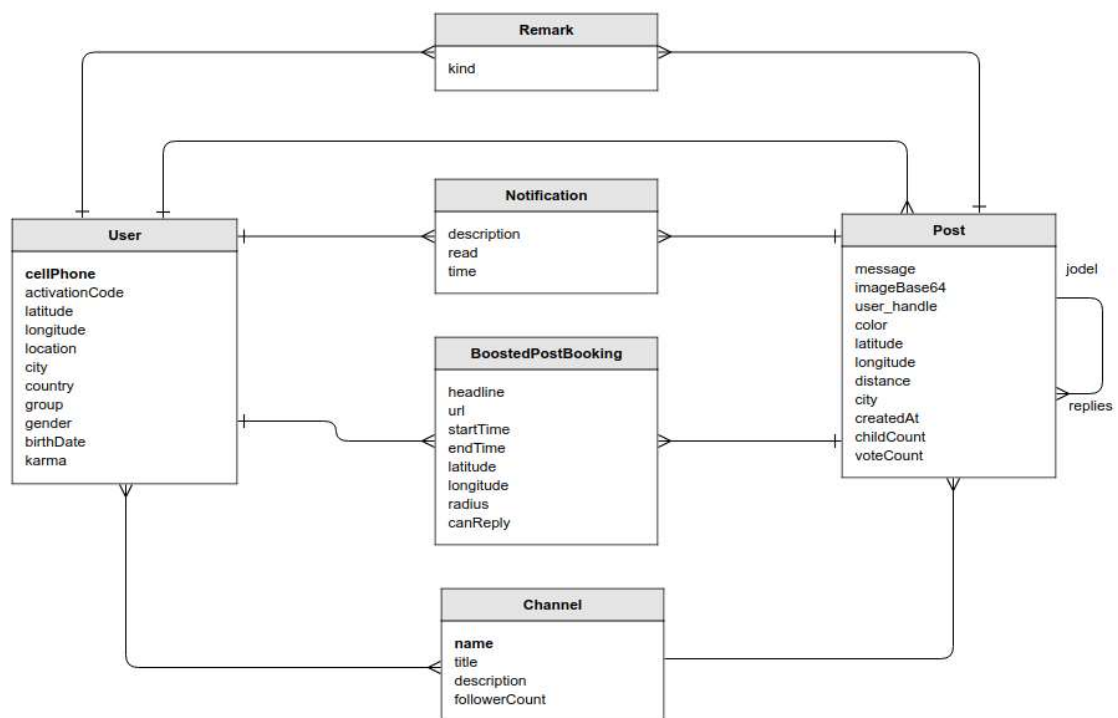 Remark
kind
Notification
description
read
time
User
cellPhone
activationCode
latitude
longitude
location
city
country
group
gender
birthDate
karma
Post
message
imageBase64
user_handle
color
latitude
longitude
distance
city
createdAt
childCount
voteCount
jodel
replies
BoostedPostBooking
headline
url
startTime
endTime
latitude
longitude
radius
canReply
Channel
name
title
description
followerCount